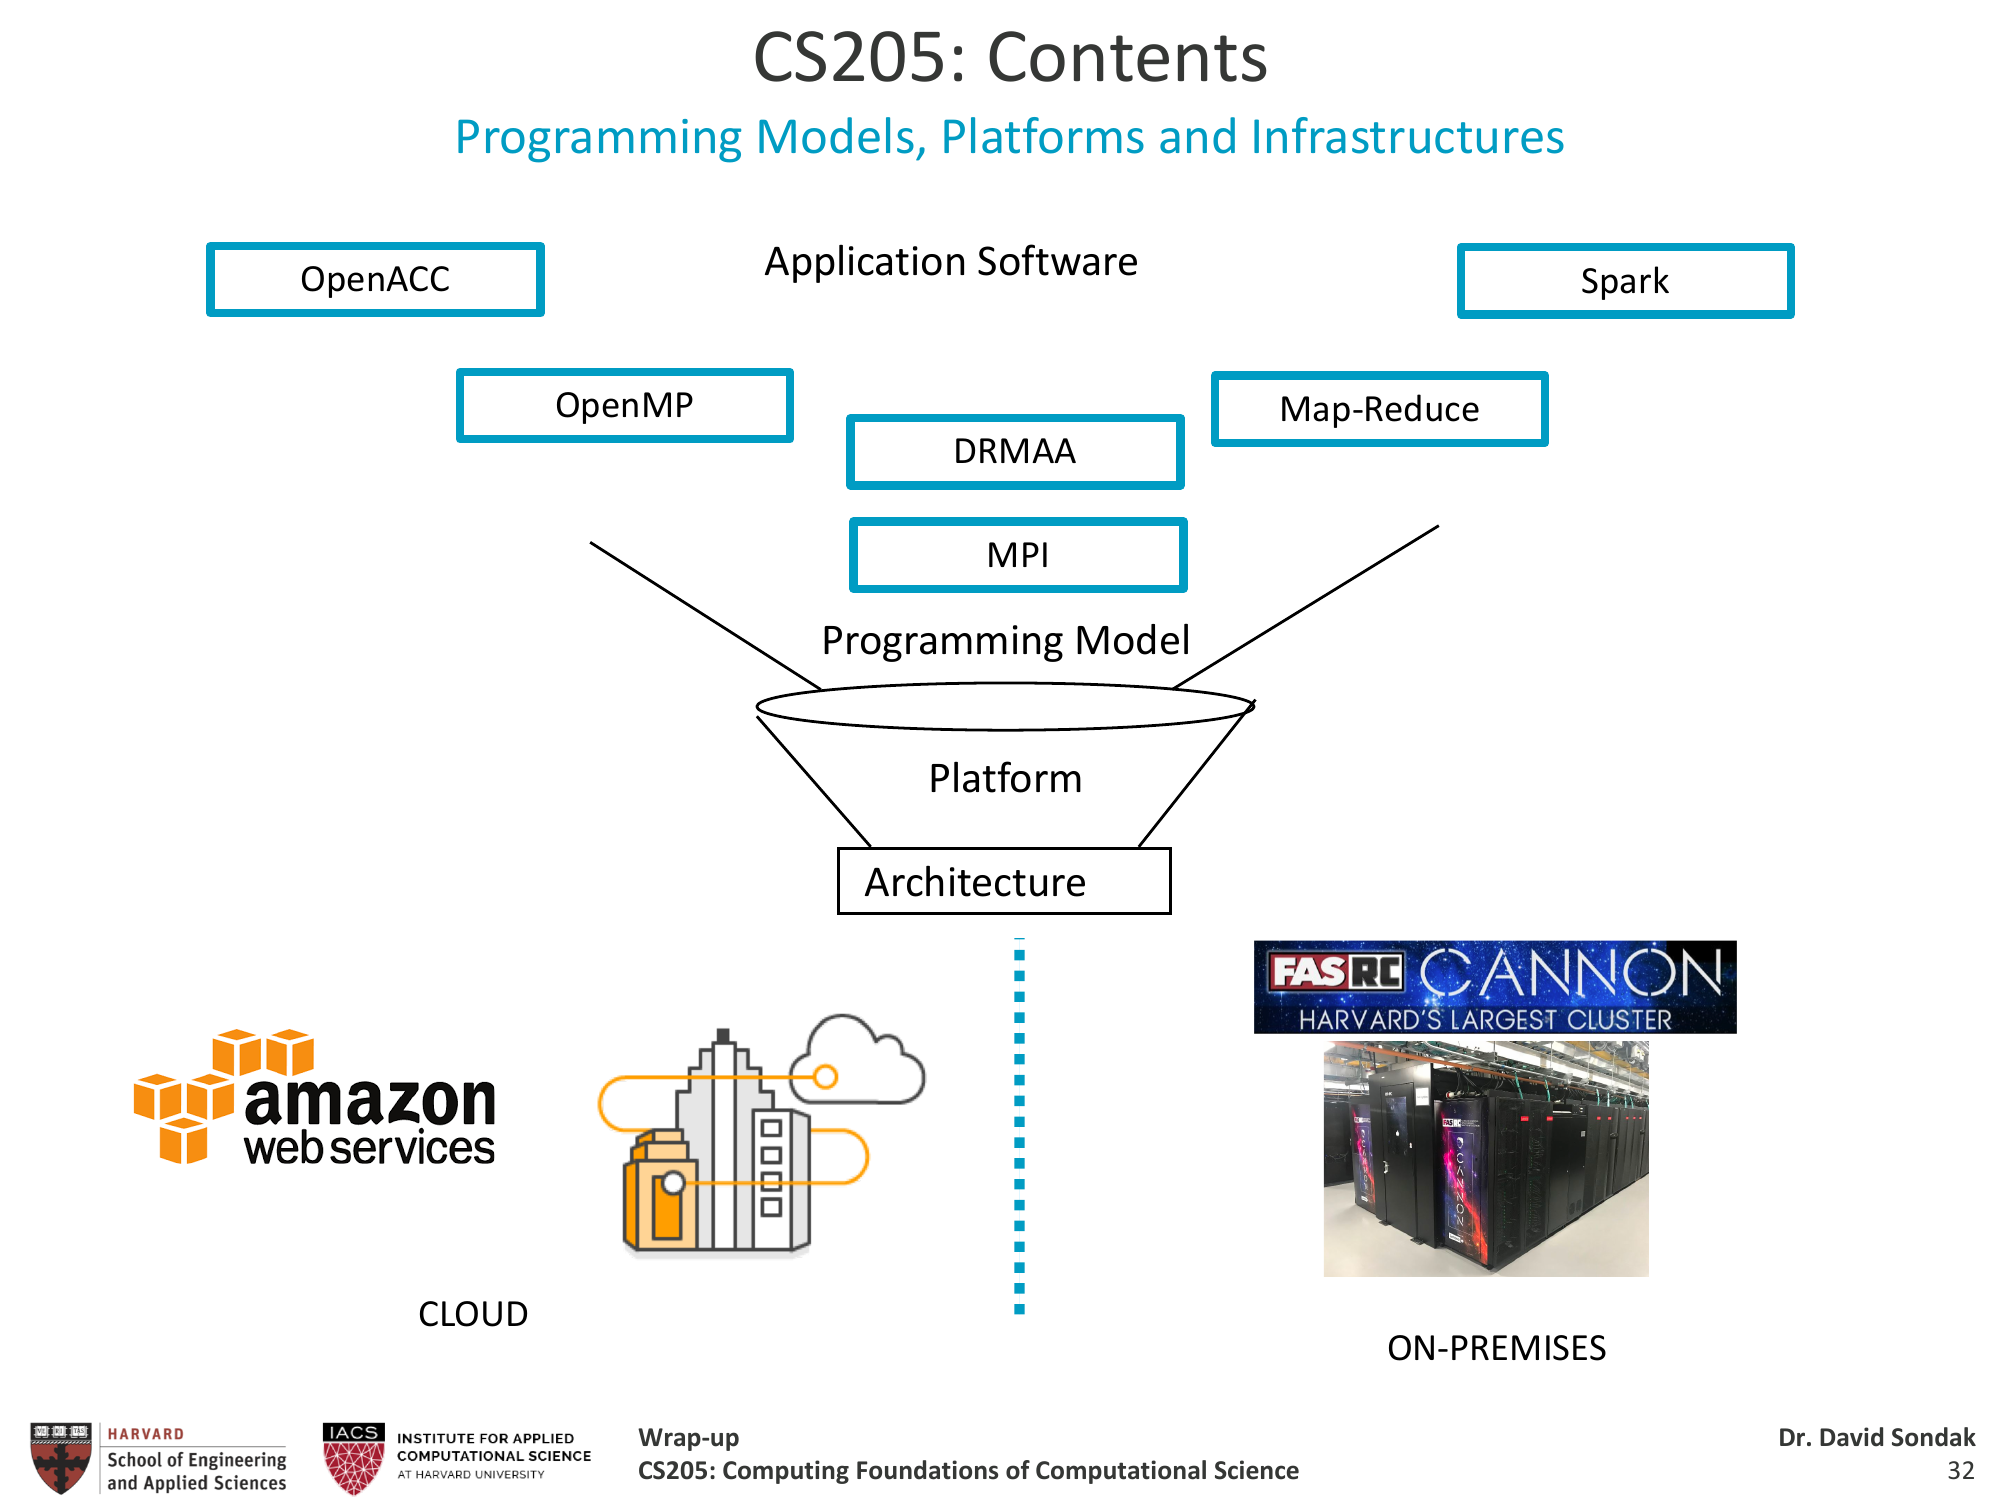 CS205: Contents
Programming Models, Platforms and Infrastructures
OpenACC
Application Software
Spark
OpenMP
Map-Reduce
DRMAA
MPI
Programming Model
Platform
Architecture
FASRC CANNON
HARVARD'S LARGEST CLUSTER
amazon
web services
FASRC
CANNON
CLOUD
ON-PREMISES
HARVARD
School of Engineering
and Applied Sciences
IACS
INSTITUTE FOR APPLIED
COMPUTATIONAL SCIENCE
AT HARVARD UNIVERSITY
Wrap-up
CS205: Computing Foundations of Computational Science
Dr. David Sondak
32